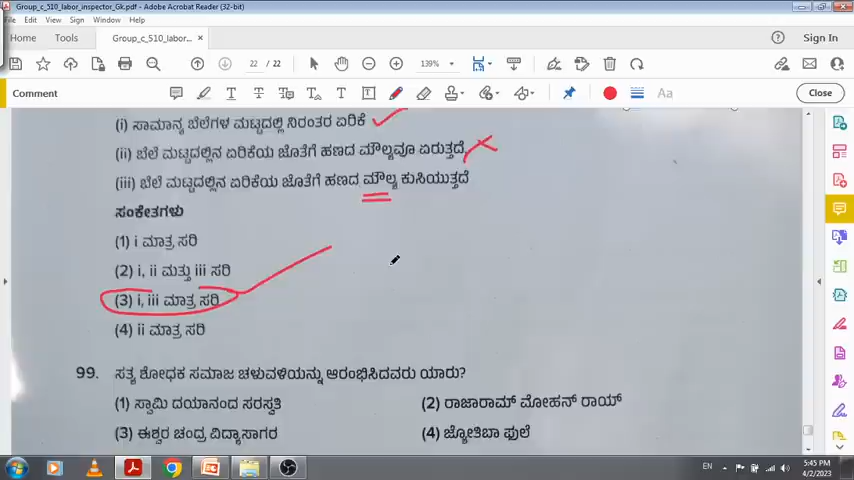 Group_c_510_labor_inspector_Gk.pdf - Adobe Acrobat Reader (32-bit)
File Edit View Sign Window Help
Home Tools Group_c_510_labor... × Sign In
22 / 22 139%
Comment Close
(i) ಸಾಮಾನ್ಯ ಬೆಲೆಗಳ ಮಟ್ಟದಲ್ಲಿ ನಿರಂತರ ಏರಿಕೆ
(ii) ಬೆಲೆ ಮಟ್ಟದಲ್ಲಿನ ಏರಿಕೆಯ ಜೊತೆಗೆ ಹಣದ ಮೌಲ್ಯವೂ ಏರುತ್ತದೆ.
(iii) ಬೆಲೆ ಮಟ್ಟದಲ್ಲಿನ ಏರಿಕೆಯ ಜೊತೆಗೆ ಹಣದ ಮೌಲ್ಯ ಕುಸಿಯುತ್ತದೆ
ಸಂಕೇತಗಳು
(1) i ಮಾತ್ರ ಸರಿ
(2) i, ii ಮತ್ತು iii ಸರಿ
(3) i, iii ಮಾತ್ರ ಸರಿ
(4) ii ಮಾತ್ರ ಸರಿ
99. ಸತ್ಯ ಶೋಧಕ ಸಮಾಜ ಚಳುವಳಿಯನ್ನು ಆರಂಭಿಸಿದವರು ಯಾರು?
(1) ಸ್ವಾಮಿ ದಯಾನಂದ ಸರಸ್ವತಿ (2) ರಾಜಾರಾಮ್ ಮೋಹನ್ ರಾಯ್
(3) ಈಶ್ವರ ಚಂದ್ರ ವಿದ್ಯಾಸಾಗರ (4) ಜ್ಯೋತಿಬಾ ಫುಲೆ
EN 5:45 PM
4/2/2023